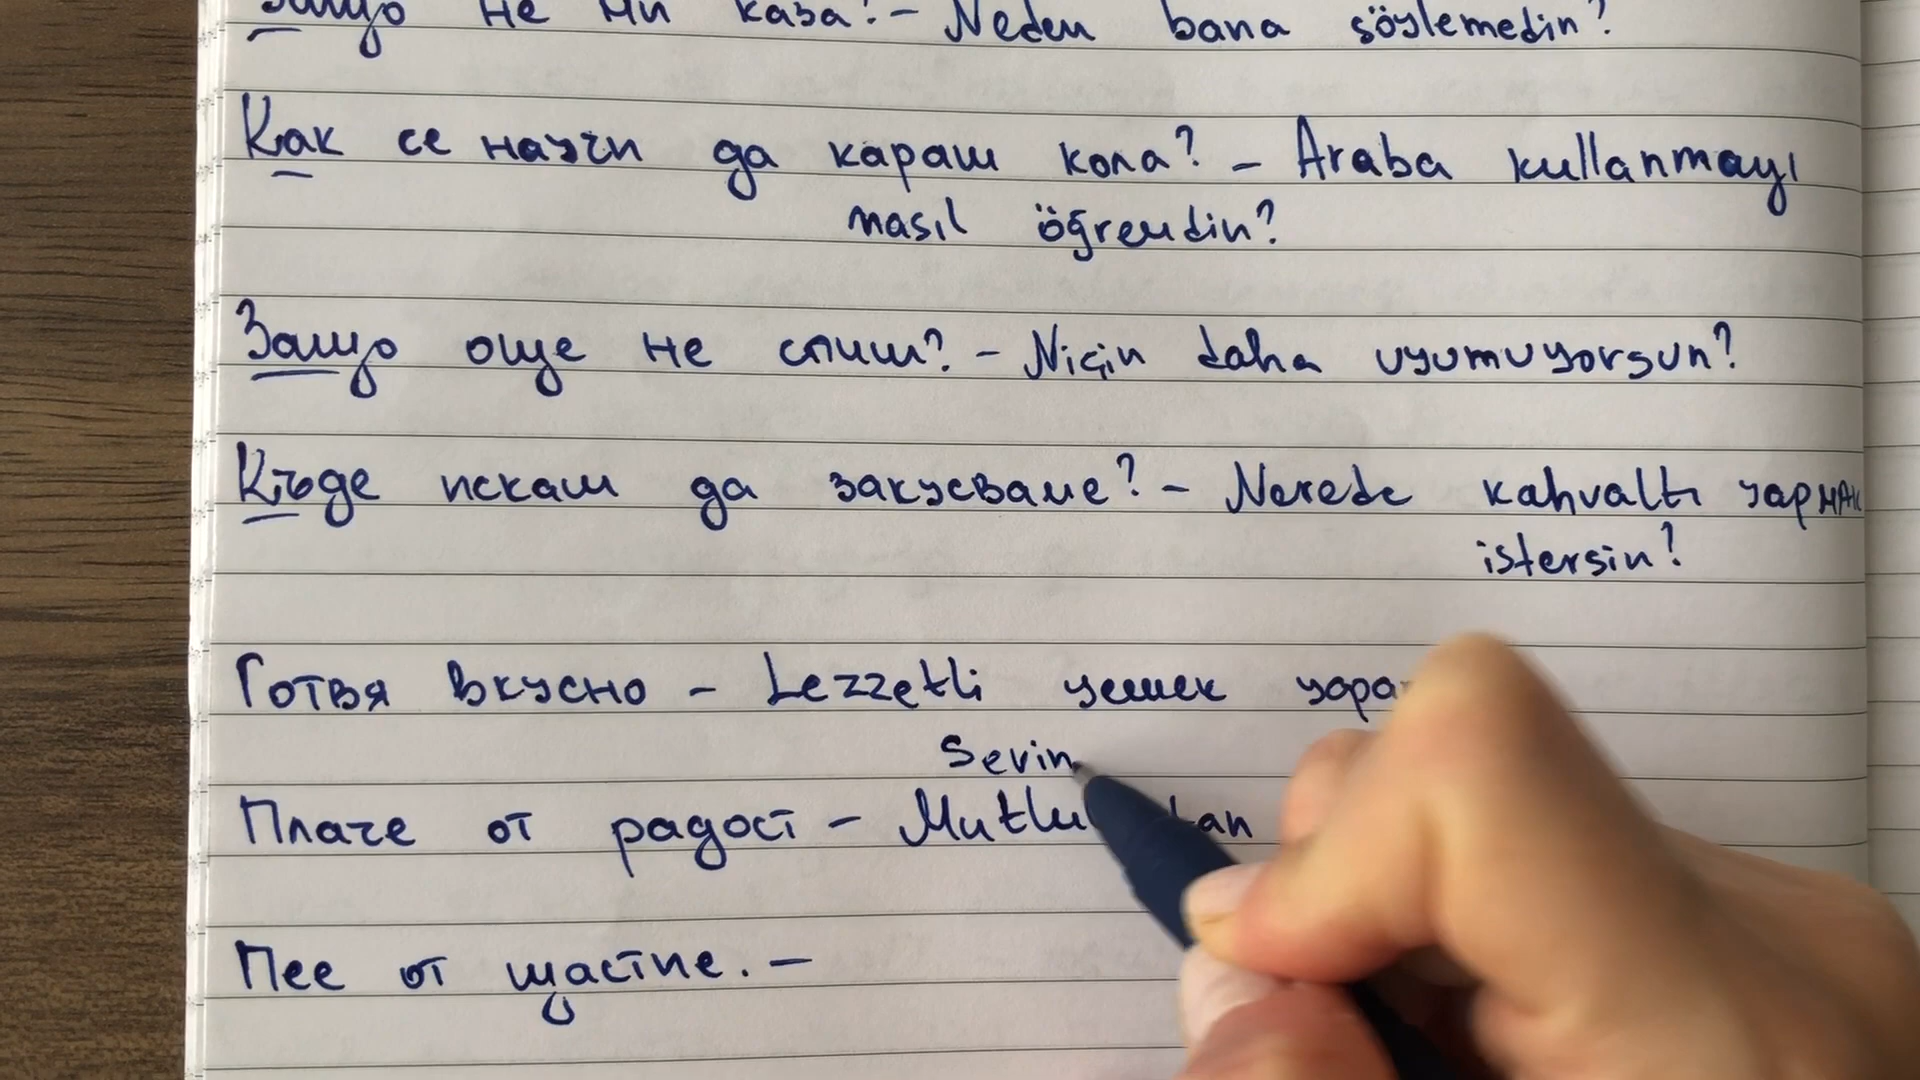 Защо не ми каза? - Neden bana söylemedin?
Как се научи да караш кола? - Araba kullanmayı
nasıl öğrendin?
Защо още не спиш? - Niçin daha uyumuyorsun?
Къде искаш да закусваме? - Nerede kahvaltı yapmak
istersin?
Готвя вкусно - Lezzetli yemek
Sevin
Плаче от радост -
Пее от щастие. -